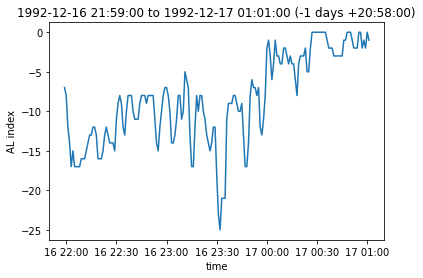 1992-12-16 21:59:00 to 1992-12-17 01:01:00 (-1 days +20:58:00)
0
−5
−10
−15
−20
−25
AL index
16 22:00 16 22:30 16 23:00 16 23:30 17 00:00 17 00:30 17 01:00
time